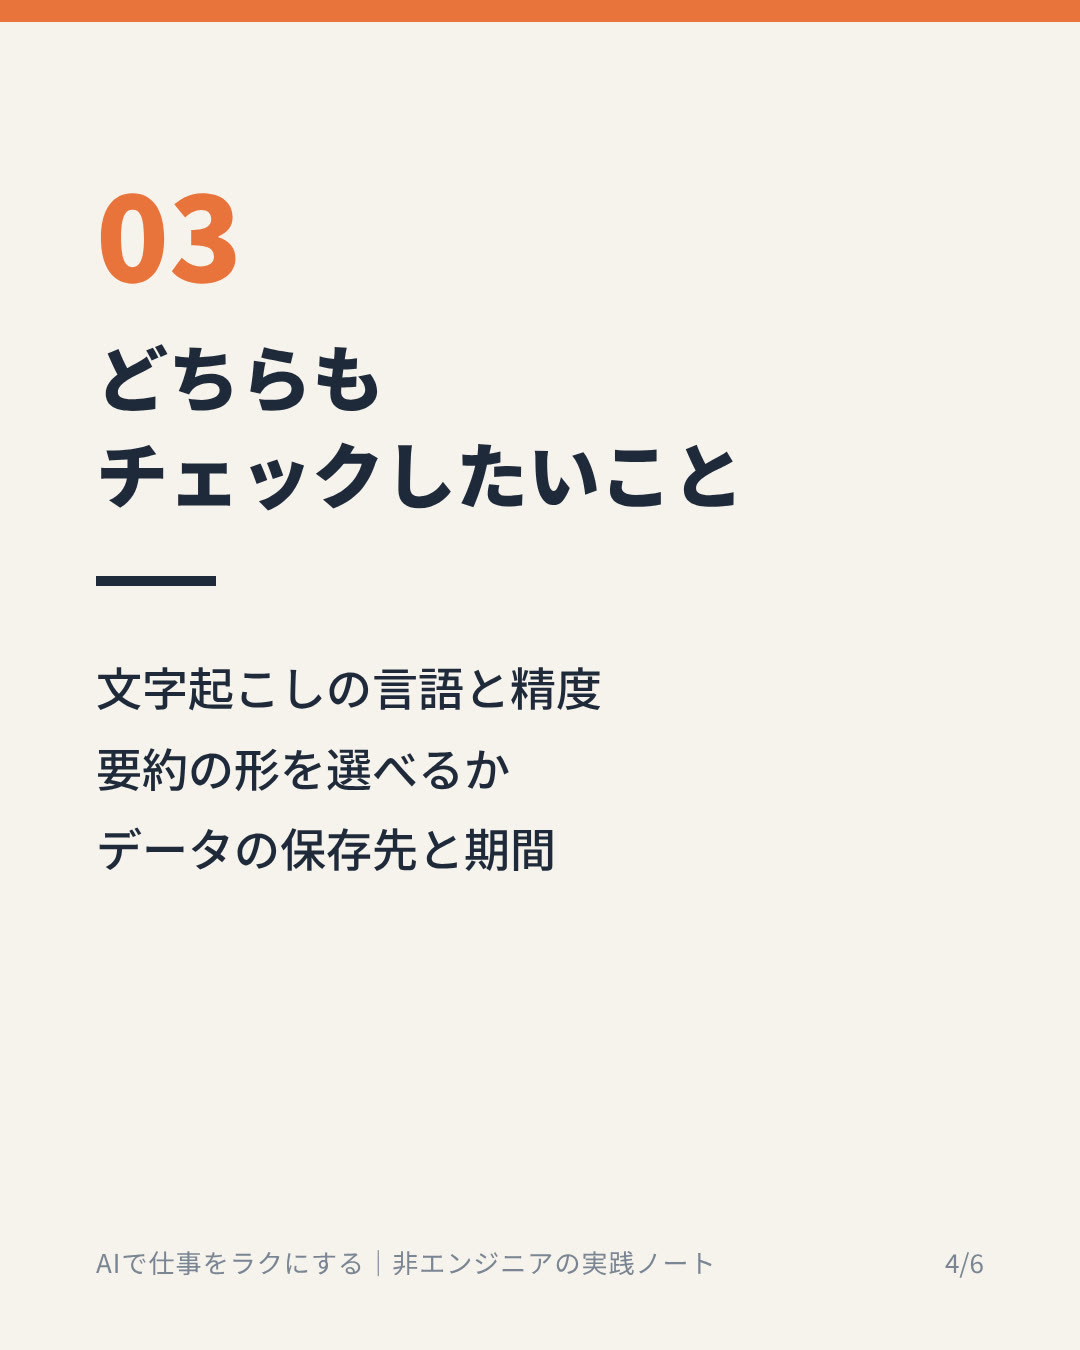 03
どちらも
チェックしたいこと
文字起こしの言語と精度
要約の形を選べるか
データの保存先と期間
AIで仕事をラクにする｜非エンジニアの実践ノート
4/6